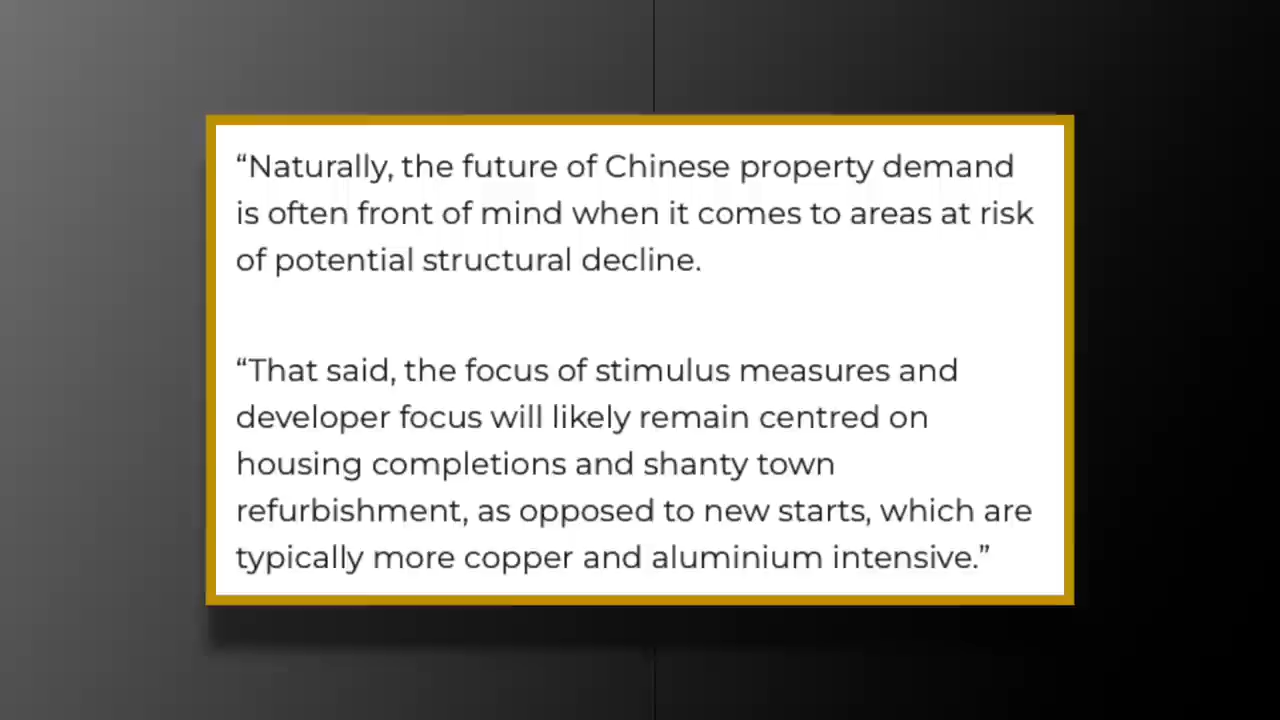 “Naturally, the future of Chinese property demand
is often front of mind when it comes to areas at risk
of potential structural decline.
“That said, the focus of stimulus measures and
developer focus will likely remain centred on
housing completions and shanty town
refurbishment, as opposed to new starts, which are
typically more copper and aluminium intensive.”